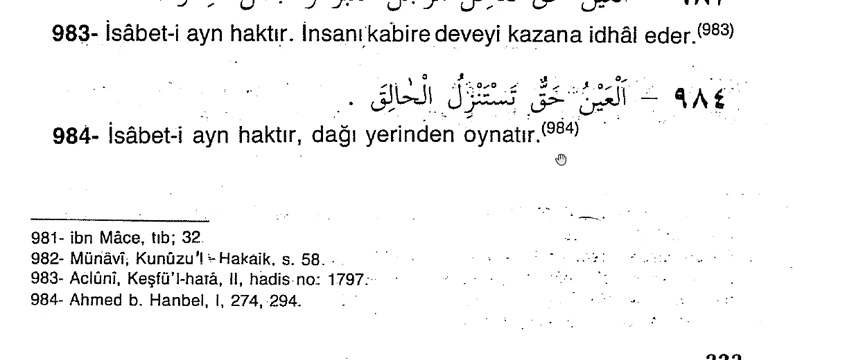 983- İsâbet-i ayn haktır. İnsanı kabire deveyi kazana idhâl eder.(983)
٩٨٤ – اَلْعَيْنُ حَقٌّ تَسْتَنْزِلُ الْحَالِقَ .
984- İsâbet-i ayn haktır, dağı yerinden oynatır.(984)
981- ibn Mâce, tıb; 32.
982- Münâvî, Kunûzu'l - Hakaik, s. 58.
983- Aclûnî, Keşfü'l-hafâ, II, hadis no: 1797.
984- Ahmed b. Hanbel, I, 274, 294.